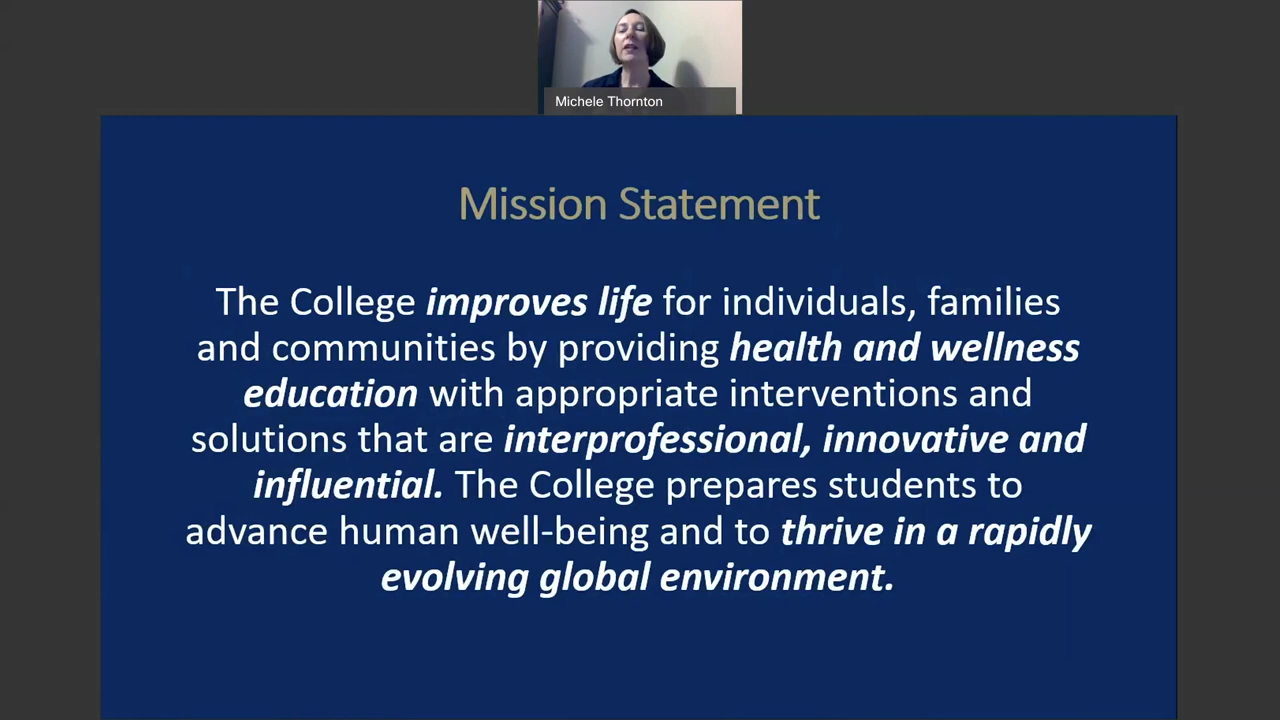 Michele Thornton
Mission Statement
The College improves life for individuals, families
and communities by providing health and wellness
education with appropriate interventions and
solutions that are interprofessional, innovative and
influential. The College prepares students to
advance human well-being and to thrive in a rapidly
evolving global environment.